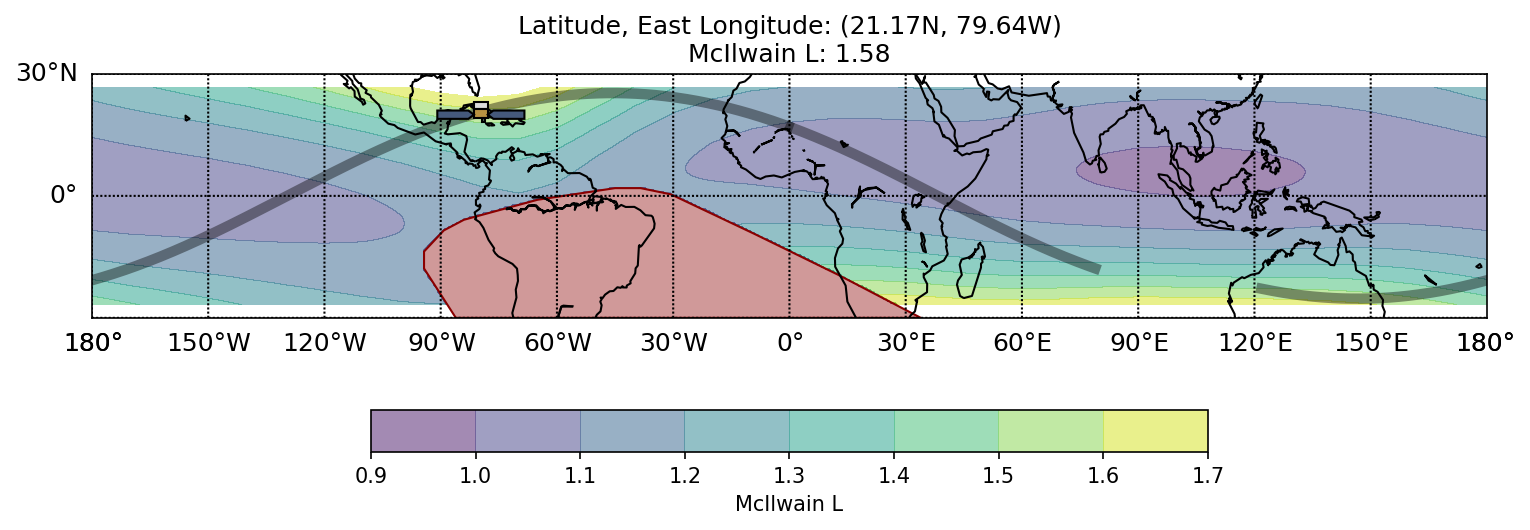 Latitude, East Longitude: (21.17N, 79.64W)
McIlwain L: 1.58
30°N
0°
180° 150°W 120°W 90°W 60°W 30°W 0° 30°E 60°E 90°E 120°E 150°E 180°
0.9 1.0 1.1 1.2 1.3 1.4 1.5 1.6 1.7
McIlwain L